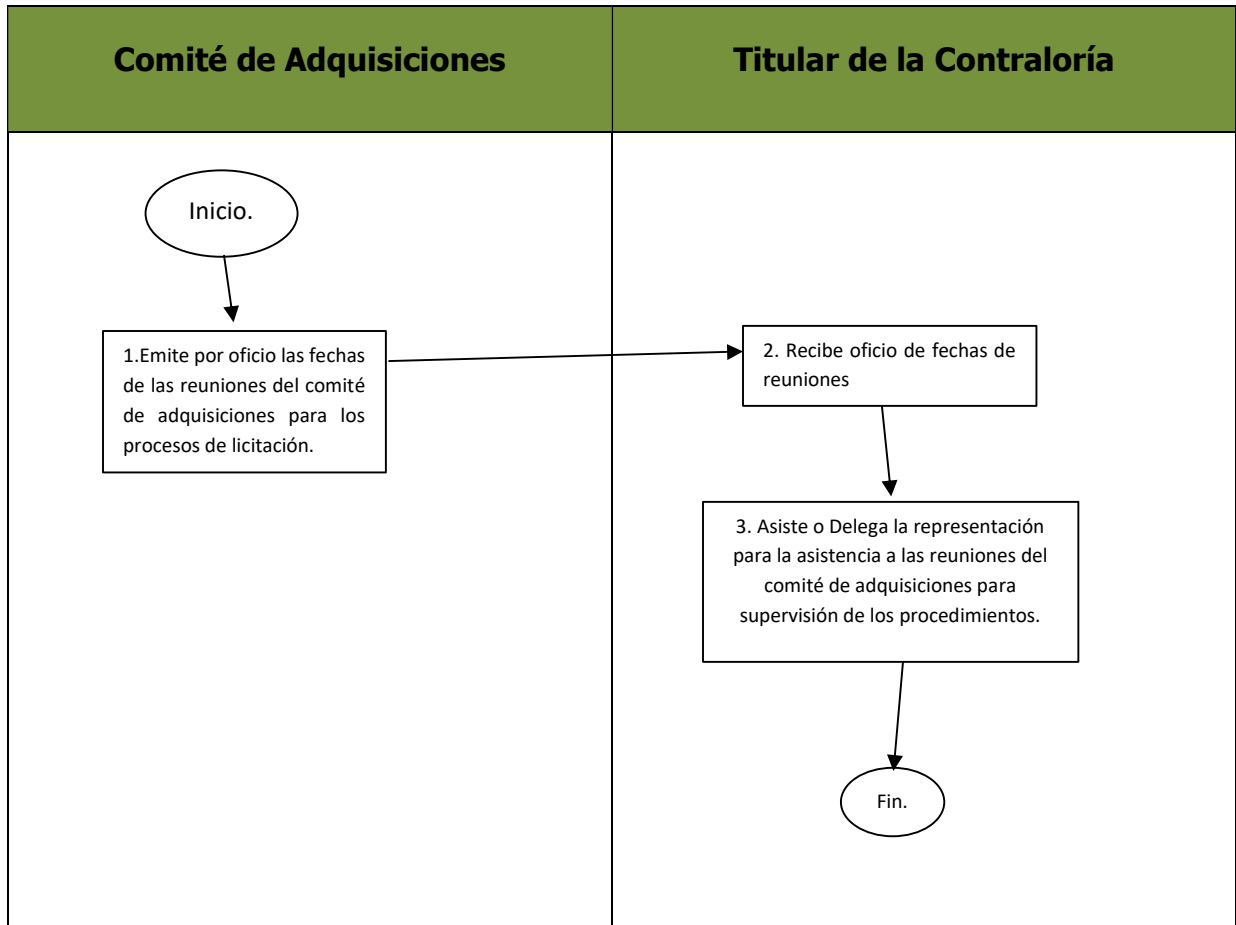 Comité de Adquisiciones
Titular de la Contraloría
Inicio.
1.Emite por oficio las fechas
de las reuniones del comité
de adquisiciones para los
procesos de licitación.
2. Recibe oficio de fechas de
reuniones
3. Asiste o Delega la representación
para la asistencia a las reuniones del
comité de adquisiciones para
supervisión de los procedimientos.
Fin.